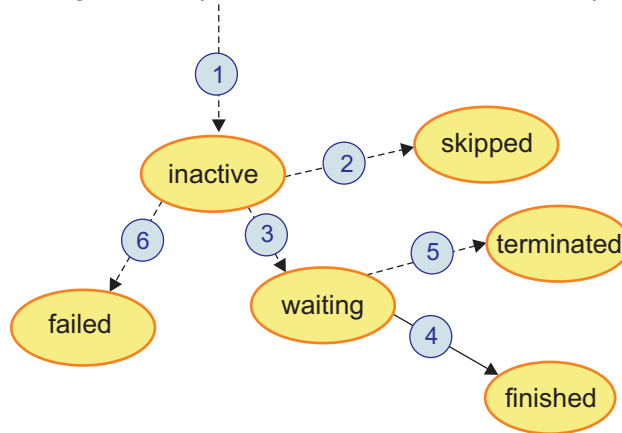 1
skipped
2
inactive
3
6
5
terminated
waiting
failed
4
finished